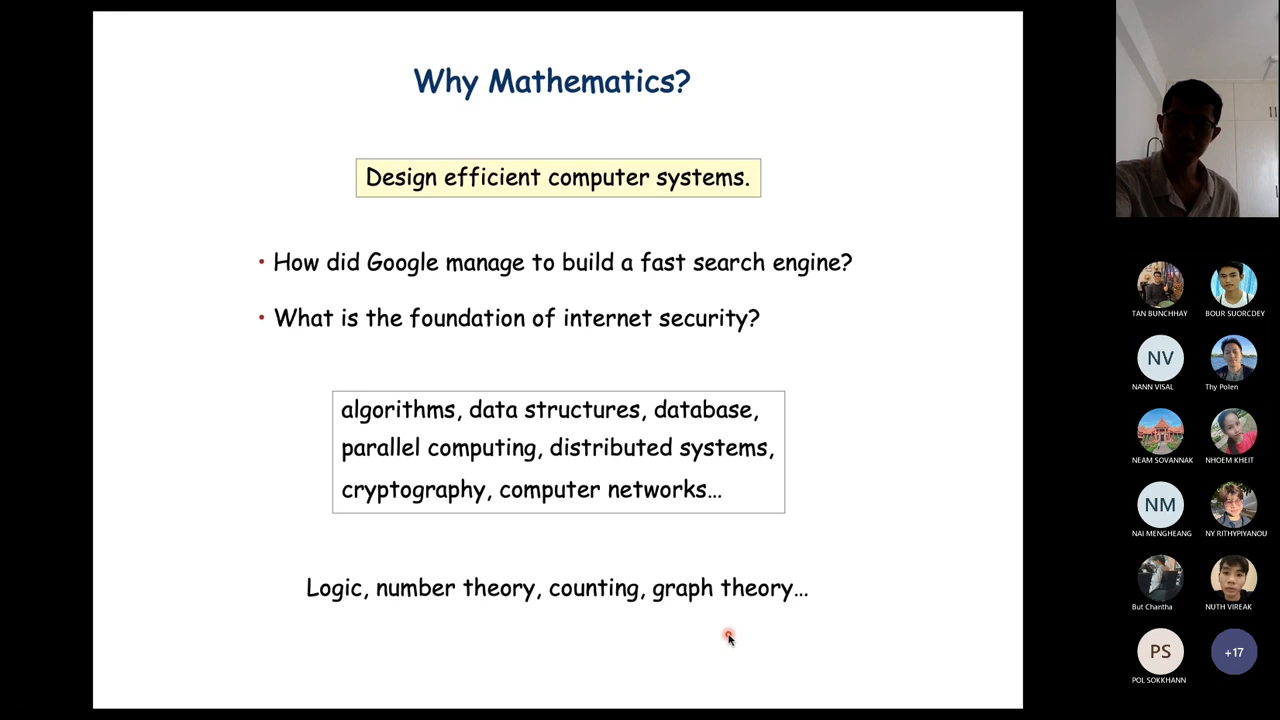 Why Mathematics?
Design efficient computer systems.
• How did Google manage to build a fast search engine?
• What is the foundation of internet security?
algorithms, data structures, database,
parallel computing, distributed systems,
cryptography, computer networks…
Logic, number theory, counting, graph theory…
TAN BUNCHHAY
BOUR SUORCDEY
NV
NANN VISAL
Thy Polen
NEAM SOVANNAK
NHOEM KHEIT
NM
NAI MENGHEANG
NY RITHYPIYANOU
But Chantha
NUTH VIREAK
PS
POL SOKKHANN
+17